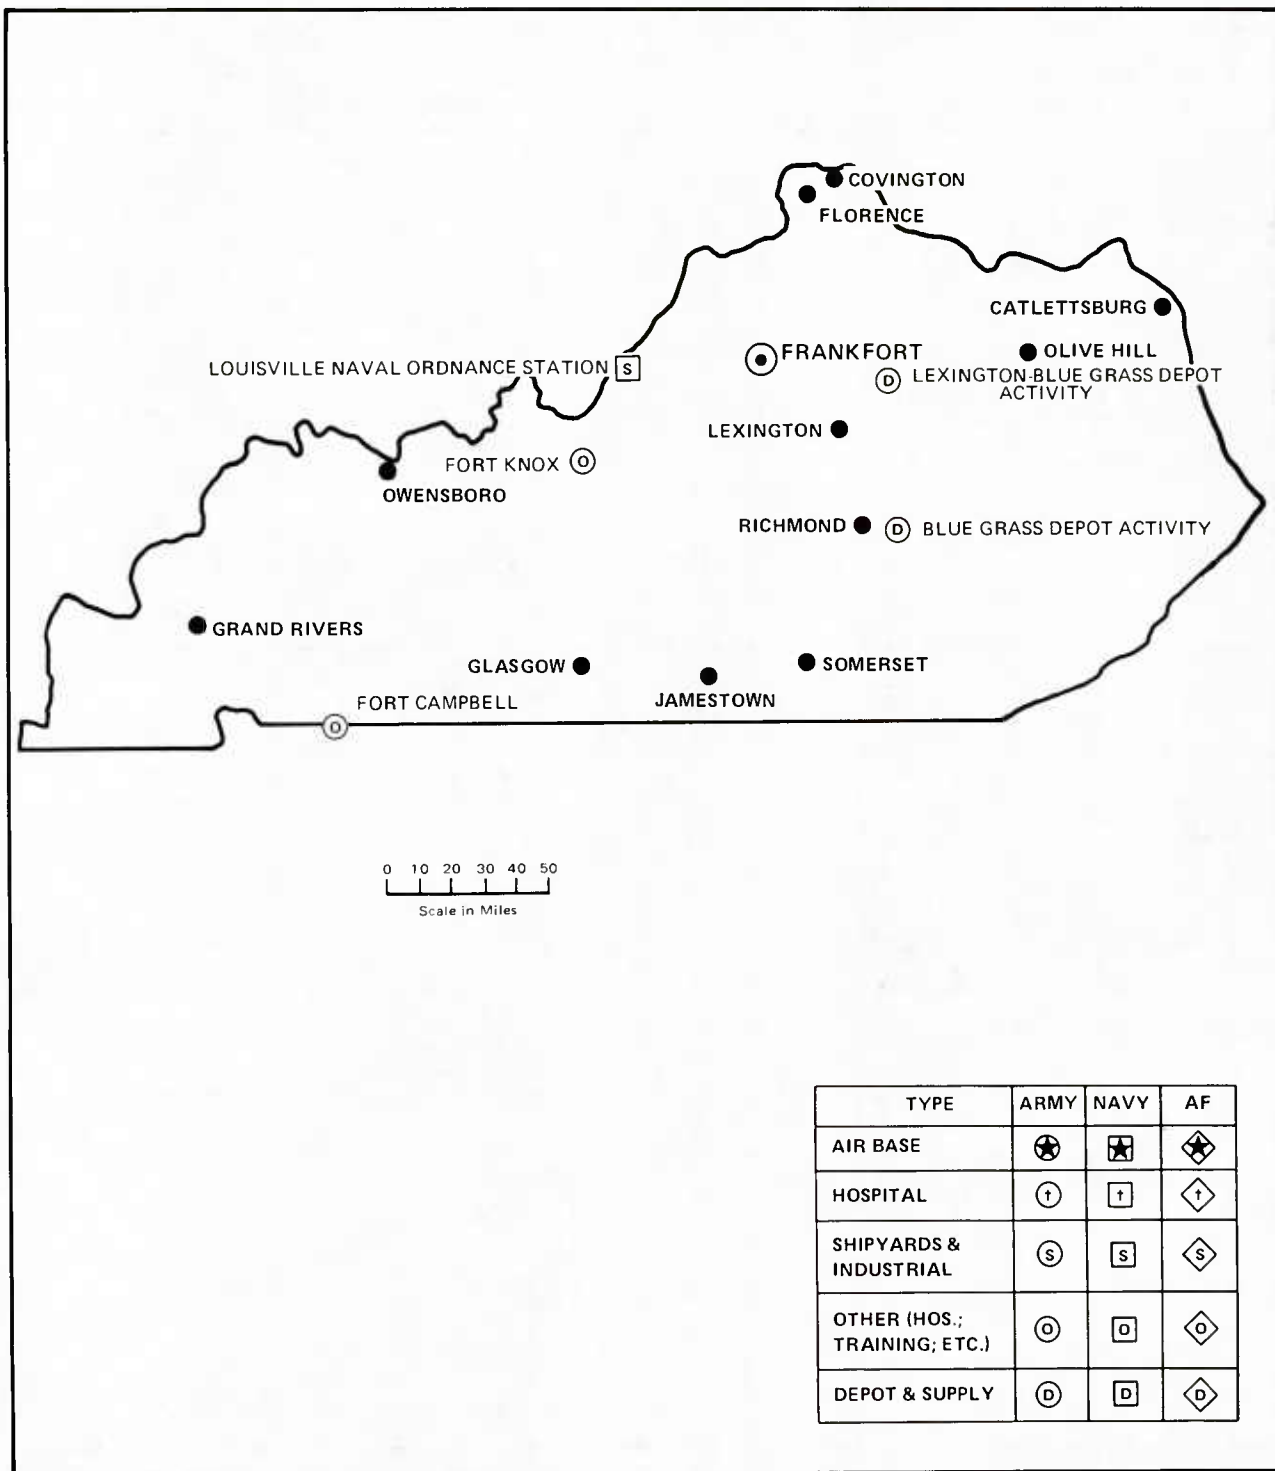 COVINGTON
FLORENCE
CATLETTSBURG
LOUISVILLE NAVAL ORDNANCE STATION S
FRANKFORT
OLIVE HILL
D LEXINGTON-BLUE GRASS DEPOT
ACTIVITY
LEXINGTON
FORT KNOX O
OWENSBORO
RICHMOND
D BLUE GRASS DEPOT ACTIVITY
GRAND RIVERS
GLASGOW
SOMERSET
JAMESTOWN
FORT CAMPBELL
O
0 10 20 30 40 50
Scale in Miles
TYPE ARMY NAVY AF
AIR BASE
HOSPITAL
SHIPYARDS &
INDUSTRIAL S S S
OTHER (HOS.;
TRAINING; ETC.) O O O
DEPOT & SUPPLY D D D